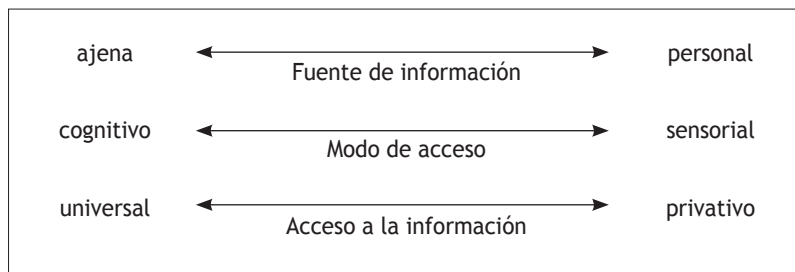 ajena personal
Fuente de información
cognitivo sensorial
Modo de acceso
universal privativo
Acceso a la información